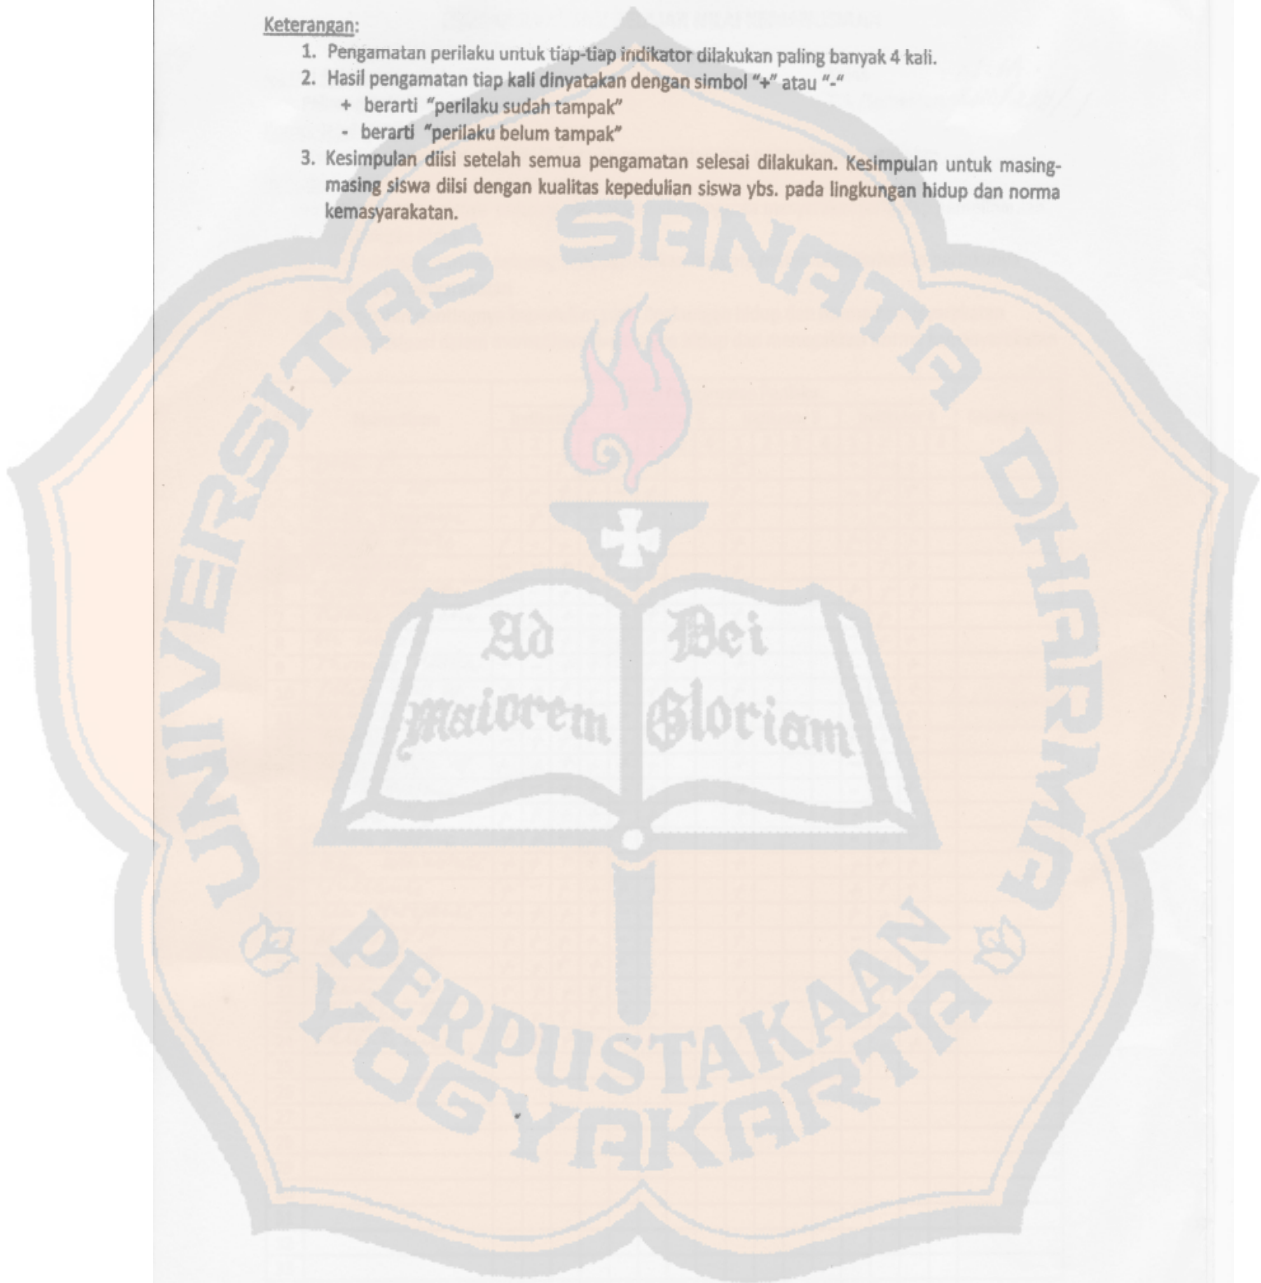 Keterangan:
1. Pengamatan perilaku untuk tiap-tiap indikator dilakukan paling banyak 4 kali.
2. Hasil pengamatan tiap kali dinyatakan dengan simbol "+" atau "-"
+ berarti "perilaku sudah tampak"
- berarti "perilaku belum tampak"
3. Kesimpulan diisi setelah semua pengamatan selesai dilakukan. Kesimpulan untuk masing-
masing siswa diisi dengan kualitas kepedulian siswa ybs. pada lingkungan hidup dan norma
kemasyarakatan.
UNIVERSITAS SANATA DHARMA
Ad Dei
Maiorem Gloriam
PERPUSTAKAAN
YOGYAKARTA